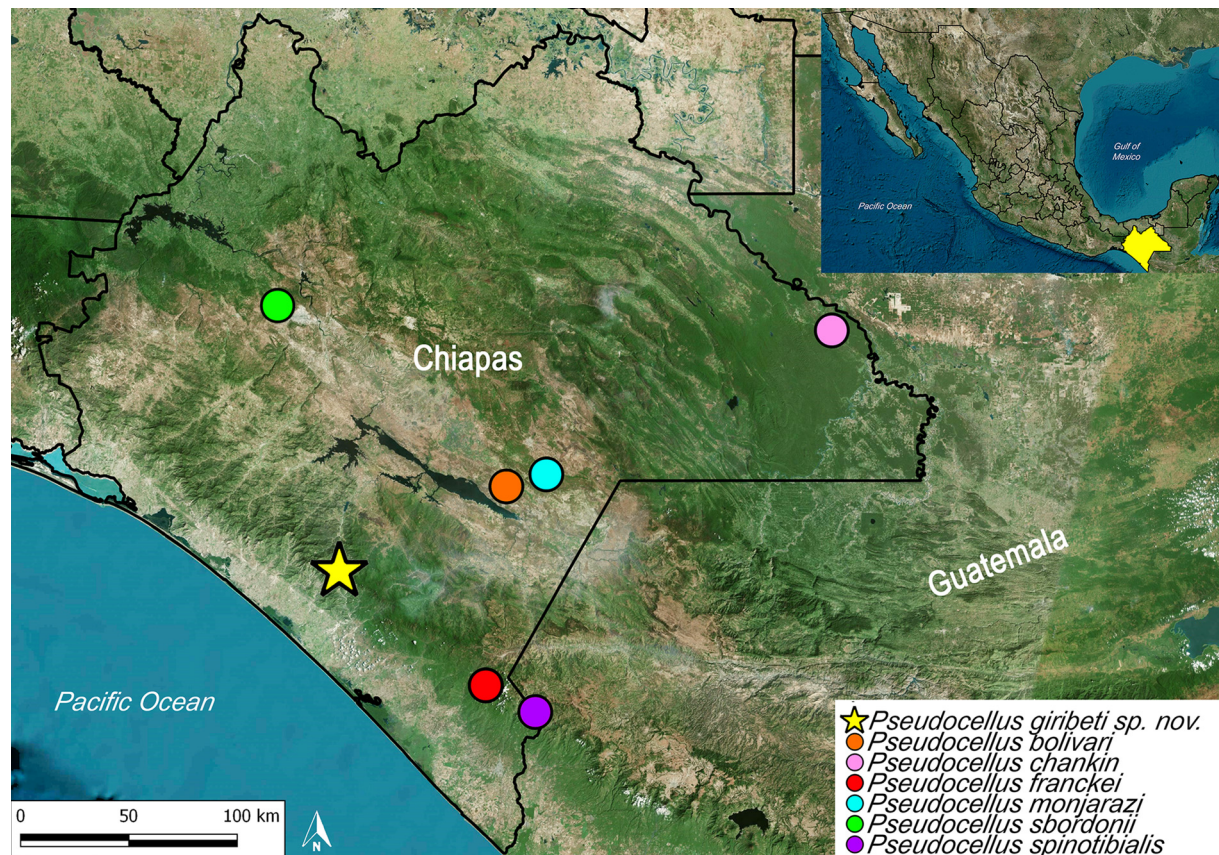 Gulf of
Mexico
Pacific Ocean
Chiapas
Guatemala
Pacific Ocean
Pseudocellus giribeti sp. nov.
Pseudocellus bolivari
Pseudocellus chankin
Pseudocellus franckei
Pseudocellus monjarazi
Pseudocellus sbordonii
Pseudocellus spinotibialis
0 50 100 km
N